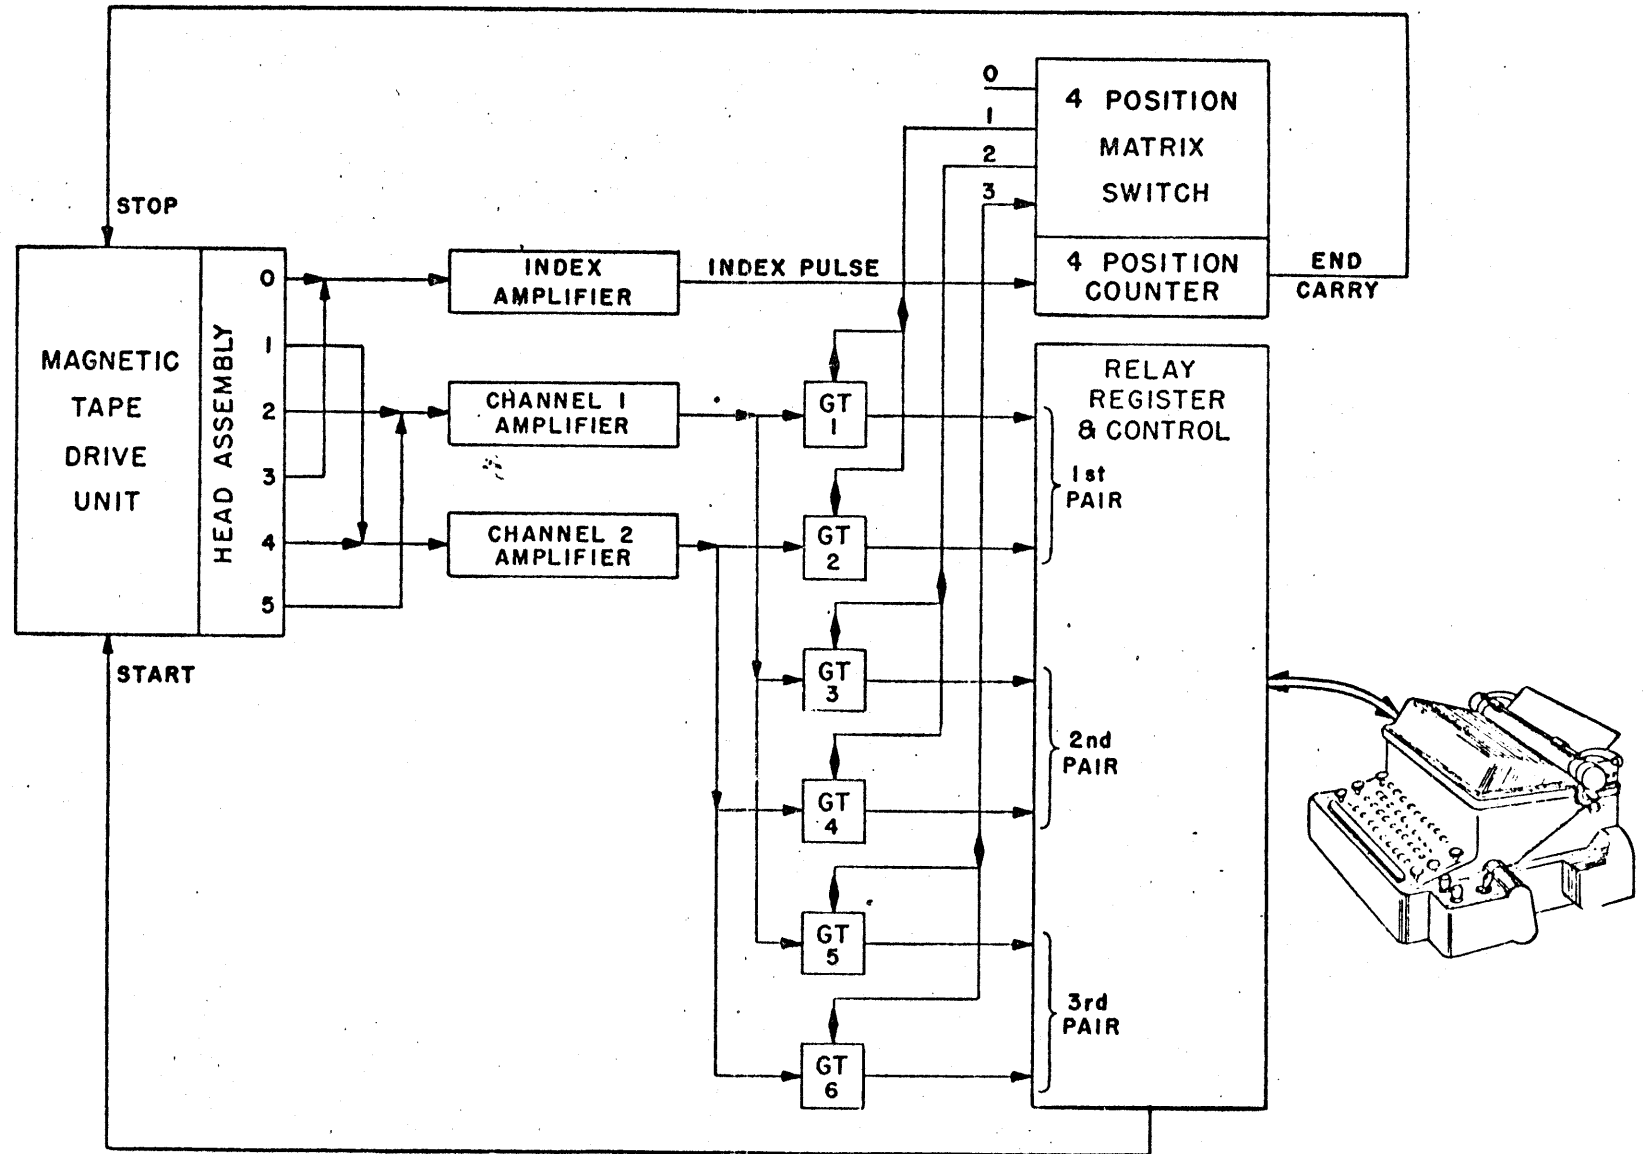 STOP
MAGNETIC
TAPE
DRIVE
UNIT
HEAD ASSEMBLY
0
1
2
3
4
5
START
INDEX
AMPLIFIER
INDEX PULSE
CHANNEL 1
AMPLIFIER
CHANNEL 2
AMPLIFIER
GT
1
GT
2
GT
3
GT
4
GT
5
GT
6
0
1
2
3
4 POSITION
MATRIX
SWITCH
4 POSITION
COUNTER
END
CARRY
RELAY
REGISTER
& CONTROL
1st
PAIR
2nd
PAIR
3rd
PAIR